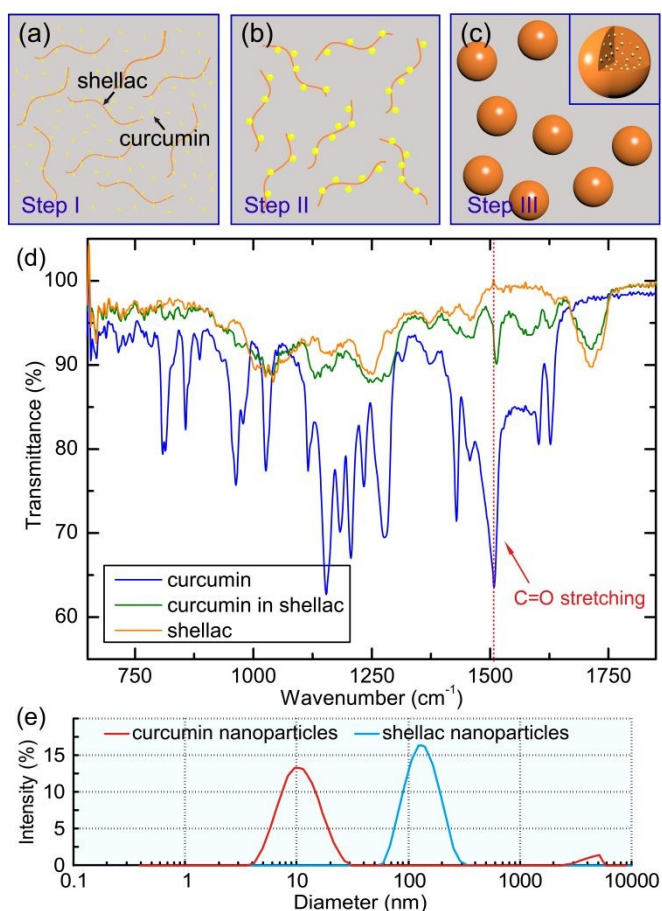 (a)
shellac
curcumin
Step I
(b)
Step II
(c)
Step III
(d)
100
90
80
70
60
Transmittance (%)
curcumin
curcumin in shellac
shellac
C=O stretching
750 1000 1250 1500 1750
Wavenumber (cm⁻¹)
(e)
curcumin nanoparticles shellac nanoparticles
15
10
5
0
Intensity (%)
0.1 1 10 100 1000 10000
Diameter (nm)